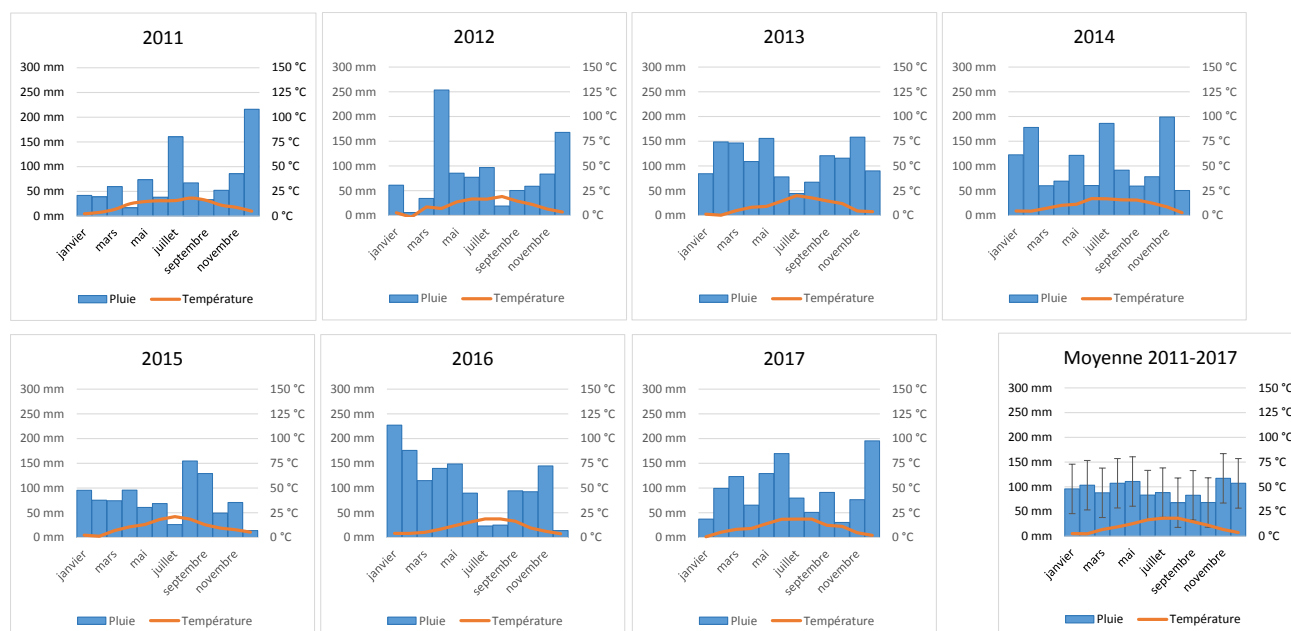 2011
300 mm
250 mm
200 mm
150 mm
100 mm
50 mm
0 mm
150 °C
125 °C
100 °C
75 °C
50 °C
25 °C
0 °C
janvier
mars
mai
juillet
septembre
novembre
Pluie Température
2012
300 mm
250 mm
200 mm
150 mm
100 mm
50 mm
0 mm
150 °C
125 °C
100 °C
75 °C
50 °C
25 °C
0 °C
janvier
mars
mai
juillet
septembre
novembre
Pluie Température
2013
300 mm
250 mm
200 mm
150 mm
100 mm
50 mm
0 mm
150 °C
125 °C
100 °C
75 °C
50 °C
25 °C
0 °C
janvier
mars
mai
juillet
septembre
novembre
Pluie Température
2014
300 mm
250 mm
200 mm
150 mm
100 mm
50 mm
0 mm
150 °C
125 °C
100 °C
75 °C
50 °C
25 °C
0 °C
janvier
mars
mai
juillet
septembre
novembre
Pluie Température
2015
300 mm
250 mm
200 mm
150 mm
100 mm
50 mm
0 mm
150 °C
125 °C
100 °C
75 °C
50 °C
25 °C
0 °C
janvier
mars
mai
juillet
septembre
novembre
Pluie Température
2016
300 mm
250 mm
200 mm
150 mm
100 mm
50 mm
0 mm
150 °C
125 °C
100 °C
75 °C
50 °C
25 °C
0 °C
janvier
mars
mai
juillet
septembre
novembre
Pluie Température
2017
300 mm
250 mm
200 mm
150 mm
100 mm
50 mm
0 mm
150 °C
125 °C
100 °C
75 °C
50 °C
25 °C
0 °C
janvier
mars
mai
juillet
septembre
novembre
Pluie Température
Moyenne 2011-2017
300 mm
250 mm
200 mm
150 mm
100 mm
50 mm
0 mm
150 °C
125 °C
100 °C
75 °C
50 °C
25 °C
0 °C
janvier
mars
mai
juillet
septembre
novembre
Pluie Température